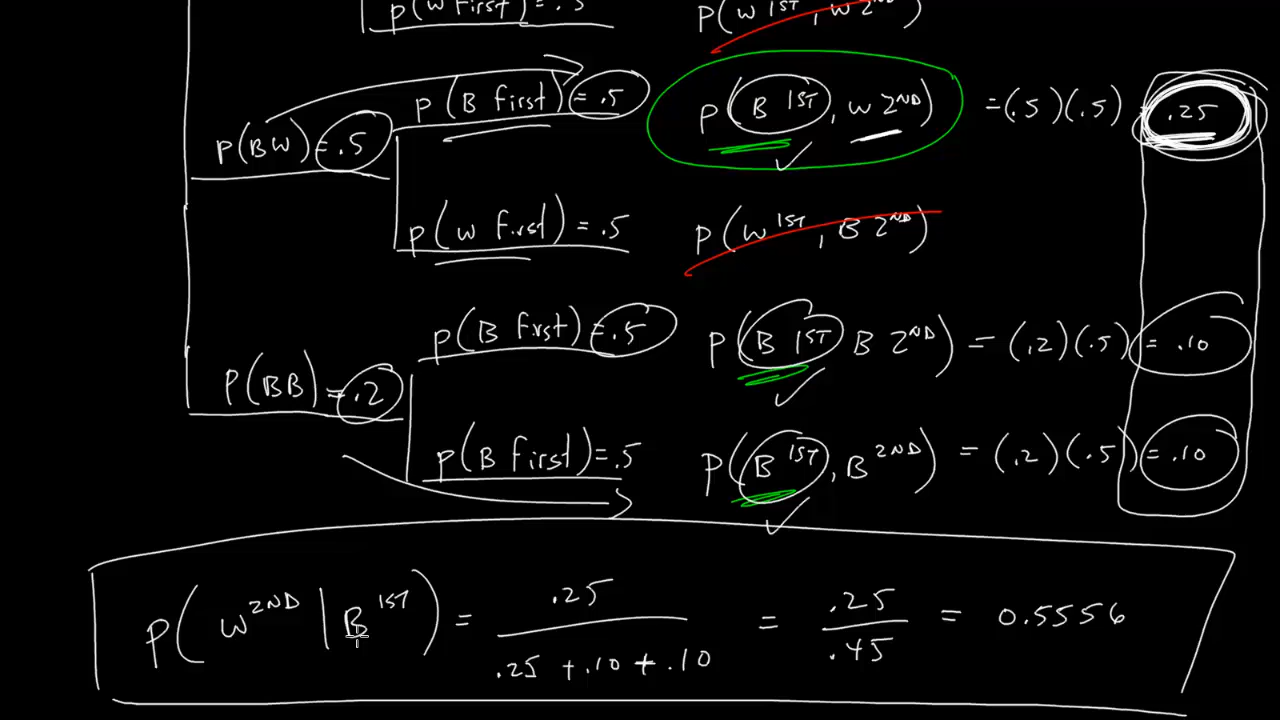 P(W First) = .5 P(W 1ST, W 2ND)
P(B First) = .5 P(B 1ST, W 2ND) = (.5)(.5) .25
P(BW) = .5
P(W First) = .5 P(W 1ST, B 2ND)
P(B First) = .5 P(B 1ST B 2ND) = (.2)(.5) = .10
P(BB) = .2
P(B First) = .5 P(B 1ST, B 2ND) = (.2)(.5) = .10
P(W 2ND | B 1ST) = .25 / .25 + .10 + .10 = .25 / .45 = 0.5556